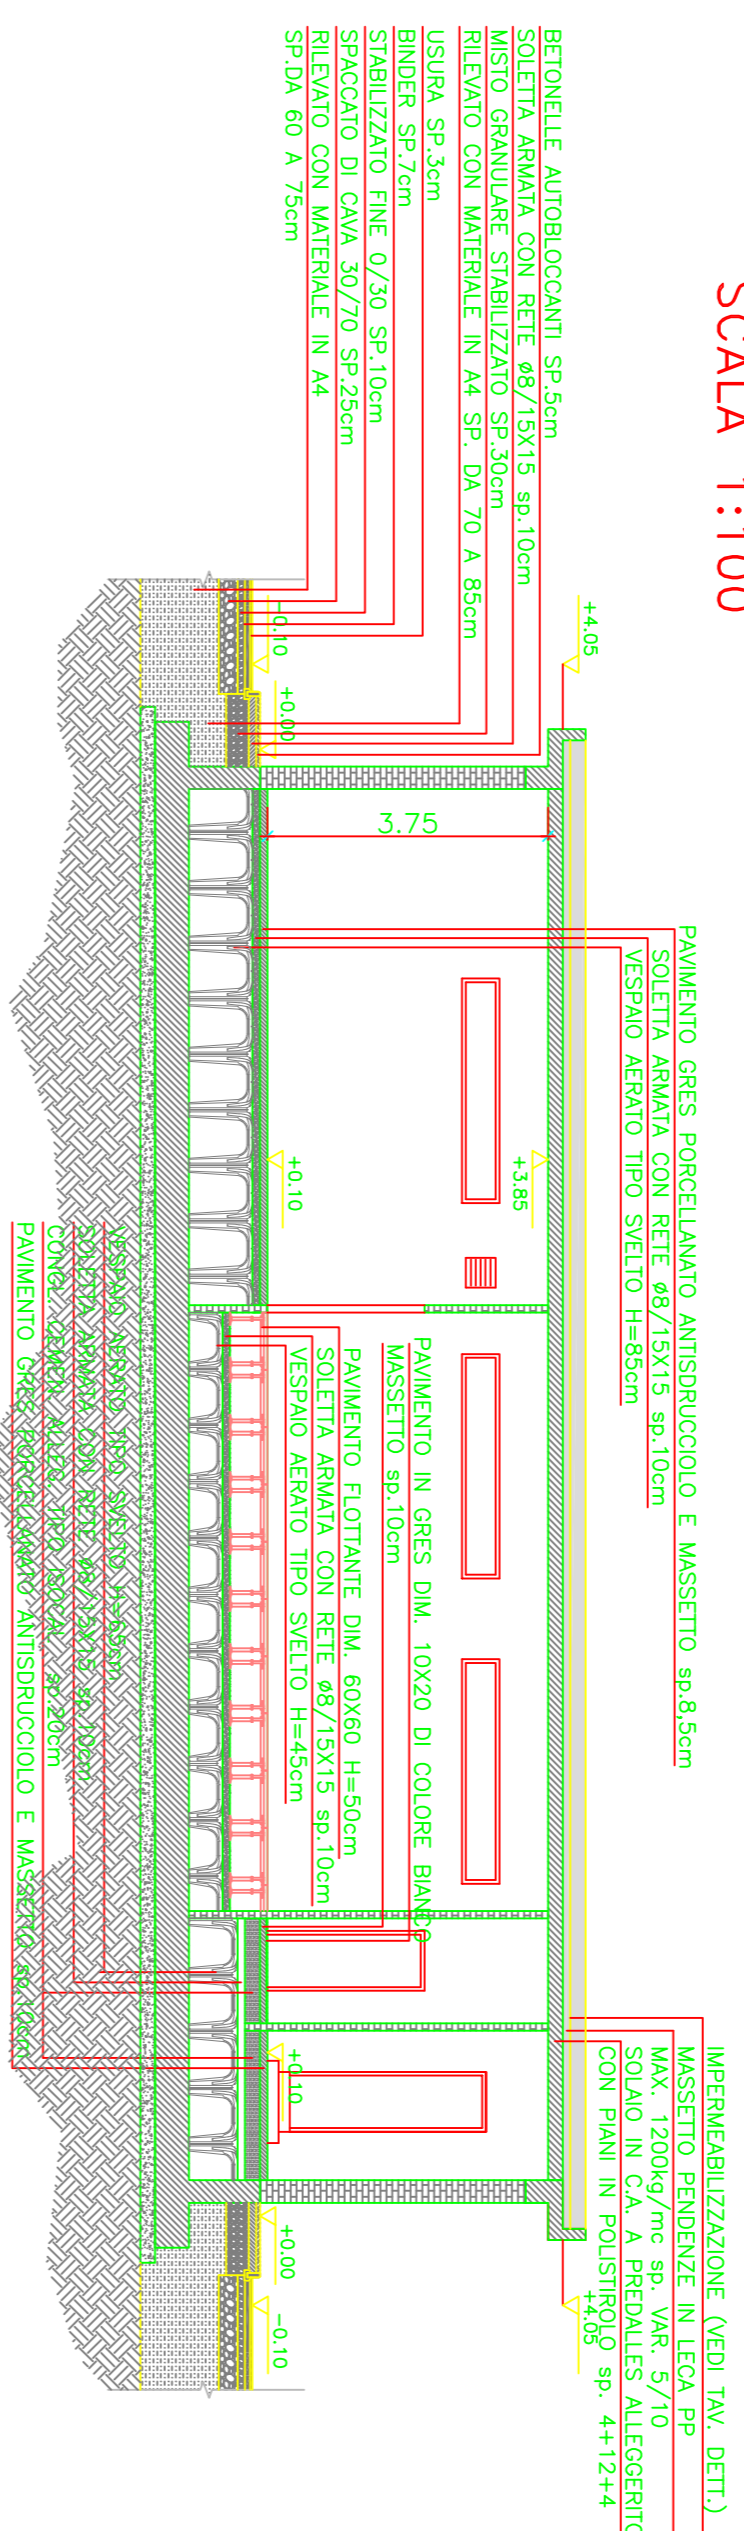 SCALA 1:100
BETONELLE AUTOBLOCCANTI SP.5cm
SOLETTA ARMATA CON RETE ø8/15X15 sp.10cm
MISTO GRANULARE STABILIZZATO SP.30cm
RILEVATO CON MATERIALE IN A4 SP. DA 70 A 85cm
USURA SP.3cm
BINDER SP.7cm
STABILIZZATO FINE 0/30 SP.10cm
SPACCATO DI CAVA 30/70 SP.25cm
RILEVATO CON MATERIALE IN A4
SP.DA 60 A 75cm
+4.05
-0.10
+0.00
3.75
PAVIMENTO GRES PORCELLANATO ANTISDRUCCIOLO E MASSETTO sp.8,5cm
SOLETTA ARMATA CON RETE ø8/15X15 sp.10cm
VESPAIO AERATO TIPO SVELTO H=85cm
+3.85
+0.10
PAVIMENTO IN GRES DIM. 10X20 DI COLORE BIANCO
MASSETTO sp.10cm
PAVIMENTO FLOTTANTE DIM. 60X60 H=50cm
SOLETTA ARMATA CON RETE ø8/15X15 sp.10cm
VESPAIO AERATO TIPO SVELTO H=45cm
VESPAIO AERATO TIPO SVELTO H=65cm
SOLETTA ARMATA CON RETE ø8/15X15 sp.10cm
CONGL. CEMEN. ALLEG. TIPO ISOCAL sp.20cm
PAVIMENTO GRES PORCELLANATO ANTISDRUCCIOLO E MASSETTO sp.10cm
IMPERMEABILIZZAZIONE (VEDI TAV. DETT.)
MASSETTO PENDENZE IN LECA PP
MAX. 1200kg/mc sp. VAR. 5/10
SOLAIO IN C.A. A PREDALLES ALLEGGERITO
CON PIANI IN POLISTIROLO sp. 4+12+4
+4.05
+0.10
+0.00
-0.10